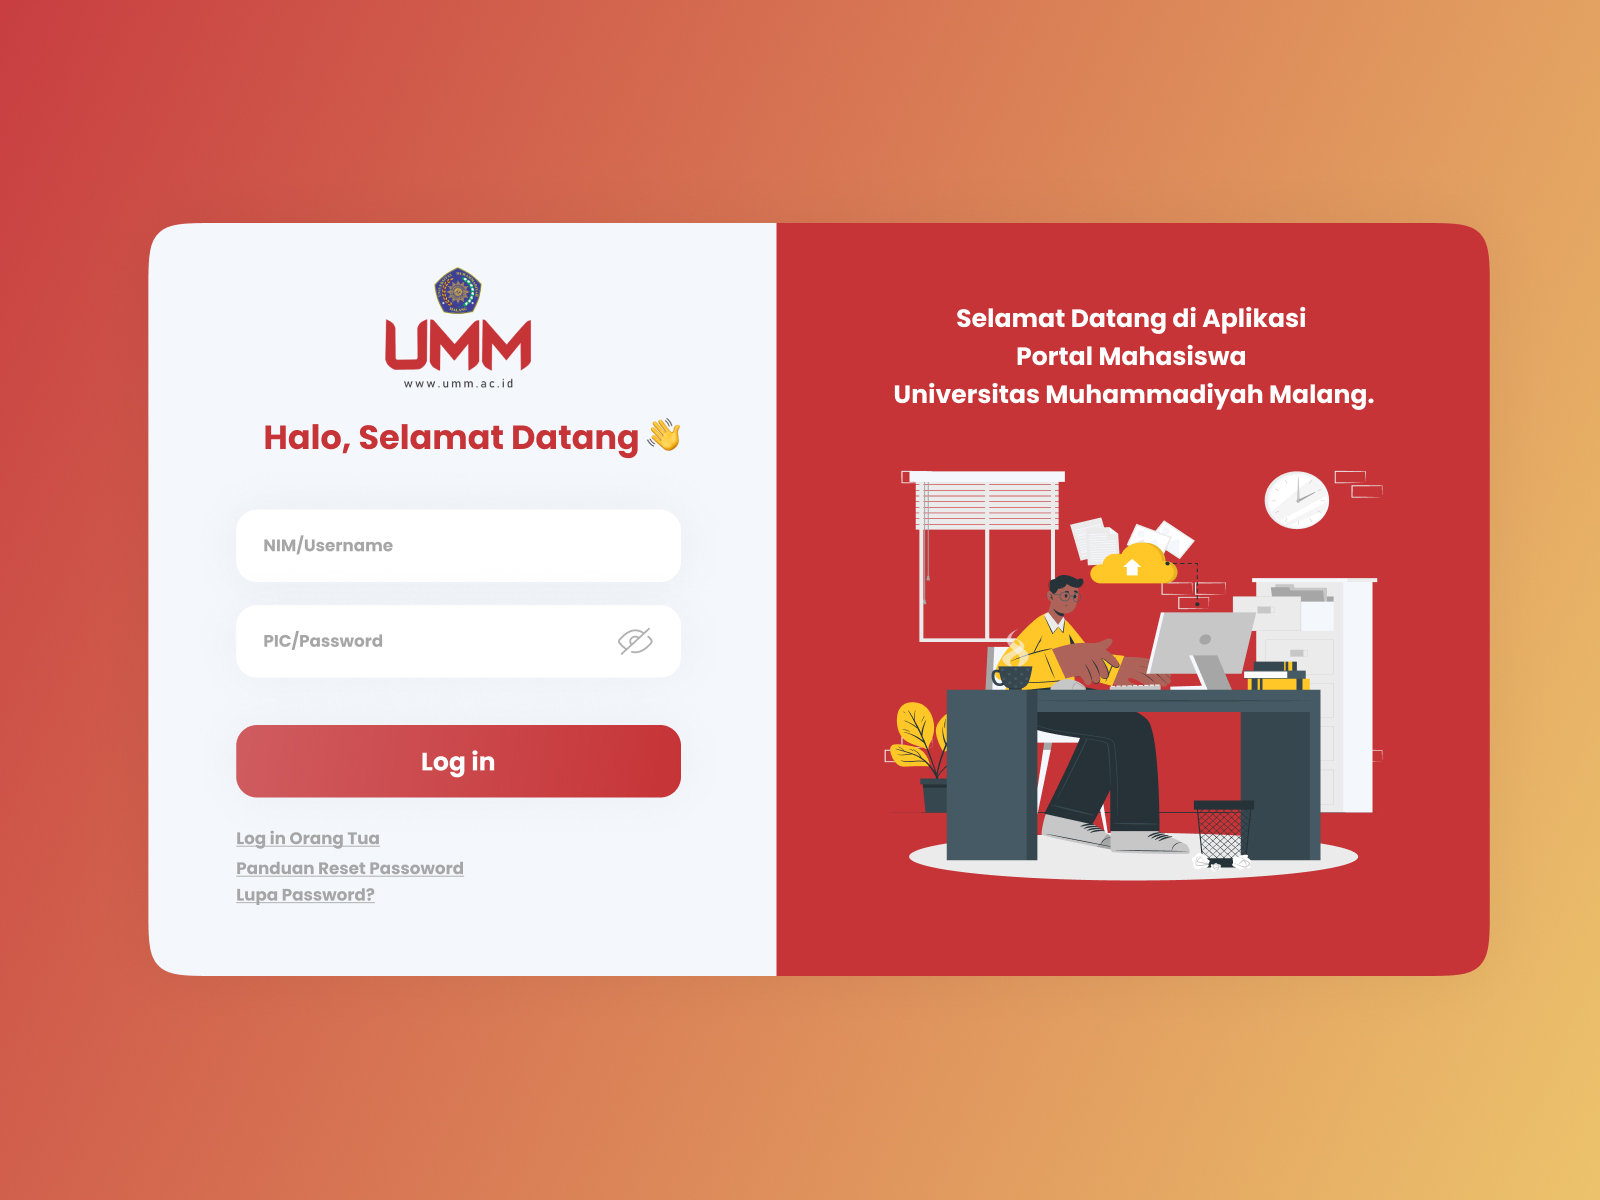 UMM
www.umm.ac.id
Halo, Selamat Datang
NIM/Username
PIC/Password
Log in
Log in Orang Tua
Panduan Reset Passoword
Lupa Password?
Selamat Datang di Aplikasi
Portal Mahasiswa
Universitas Muhammadiyah Malang.